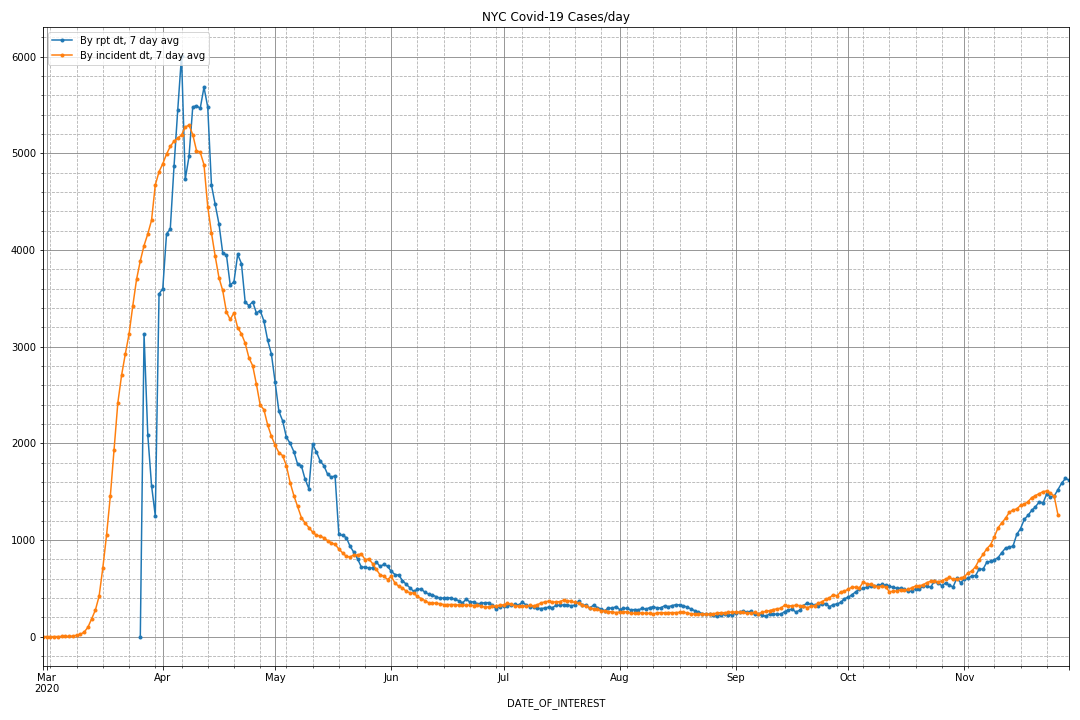 NYC Covid-19 Cases/day
By rpt dt, 7 day avg
By incident dt, 7 day avg
6000
5000
4000
3000
2000
1000
0
Mar Apr May Jun Jul Aug Sep Oct Nov
2020
DATE_OF_INTEREST